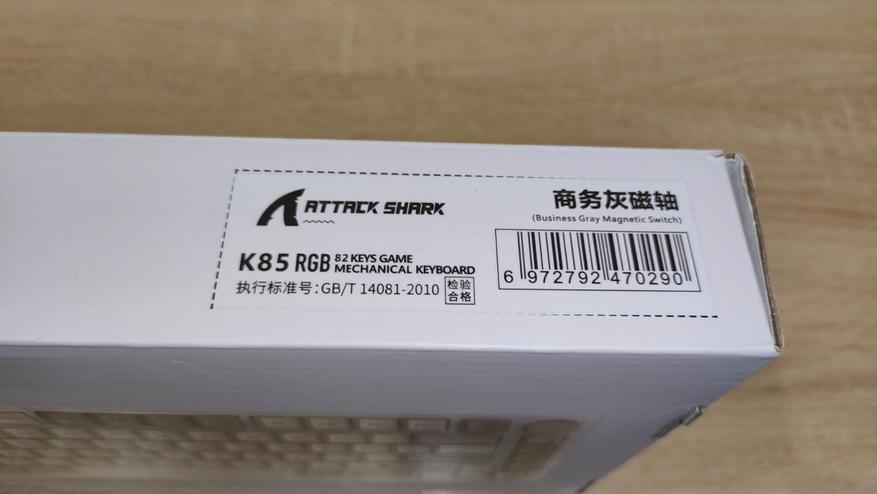 ATTACK SHARK
商务灰磁轴
(Business Gray Magnetic Switch)
K85 RGB 82 KEYS GAME
MECHANICAL KEYBOARD
执行标准号:GB/T 14081-2010
检验
合格
6 972792 470290